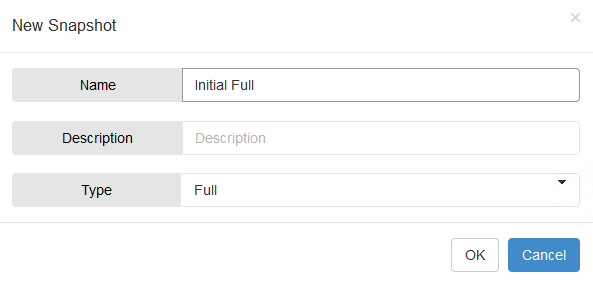 New Snapshot
×
Name
Initial Full
Description
Description
Type
Full
OK
Cancel